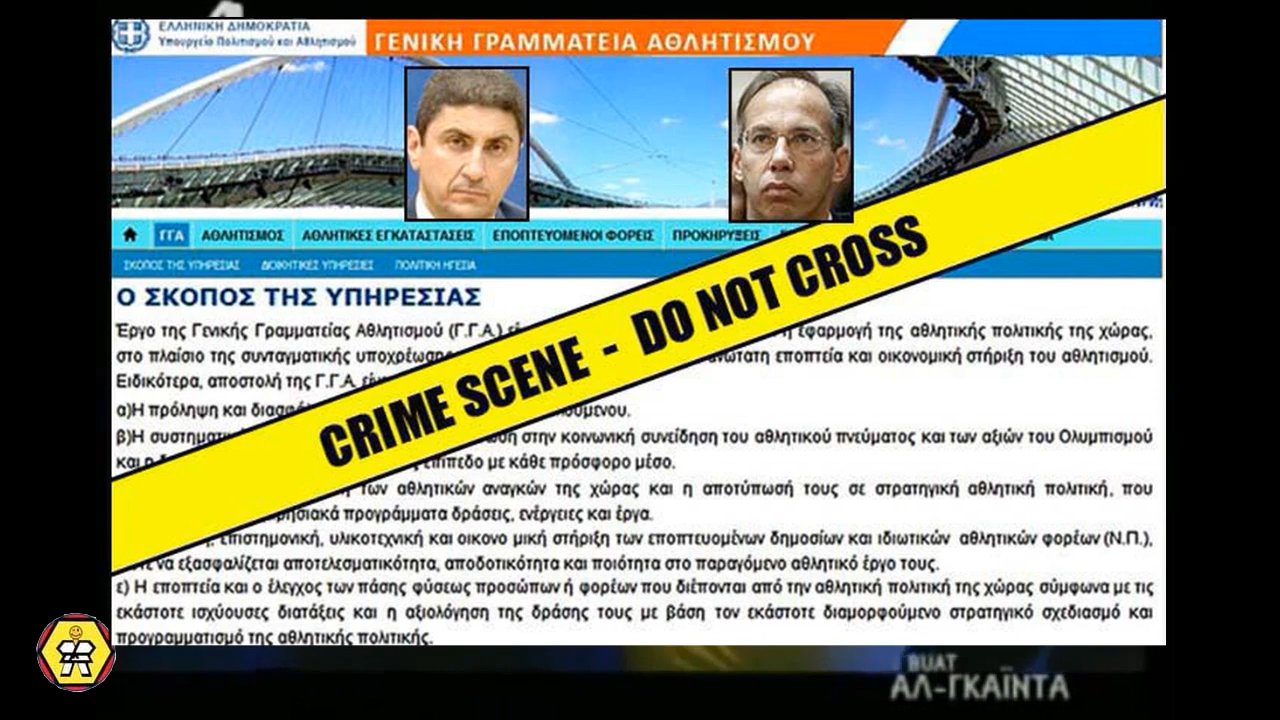 ΕΛΛΗΝΙΚΗ ΔΗΜΟΚΡΑΤΙΑ
Υπουργείο Πολιτισμού και Αθλητισμού
ΓΕΝΙΚΗ ΓΡΑΜΜΑΤΕΙΑ ΑΘΛΗΤΙΣΜΟΥ
ΓΓΑ ΑΘΛΗΤΙΣΜΟΣ ΑΘΛΗΤΙΚΕΣ ΕΓΚΑΤΑΣΤΑΣΕΙΣ ΕΠΟΠΤΕΥΟΜΕΝΟΙ ΦΟΡΕΙΣ ΠΡΟΚΗΡΥΞΕΙΣ
ΣΚΟΠΟΣ ΤΗΣ ΥΠΗΡΕΣΙΑΣ ΔΙΟΙΚΗΤΙΚΕΣ ΥΠΗΡΕΣΙΕΣ ΠΟΛΙΤΙΚΗ ΗΓΕΣΙΑ
Ο ΣΚΟΠΟΣ ΤΗΣ ΥΠΗΡΕΣΙΑΣ
Έργο της Γενικής Γραμματείας Αθλητισμού (Γ.Γ.Α.) η εφαρμογή της αθλητικής πολιτικής της χώρας,
στο πλαίσιο της συνταγματικής υποχρέωσης εποπτεία και οικονομική στήριξη του αθλητισμού.
Ειδικότερα, αποστολή της Γ.Γ.Α.
α)Η πρόληψη και
β)Η στην κοινωνική συνείδηση του αθλητικού πνεύματος και των αξιών του Ολυμπισμού
και με κάθε πρόσφορο μέσο.
των αθλητικών αναγκών της χώρας και η αποτύπωσή τους σε στρατηγική αθλητική πολιτική, που
προγράμματα δράσεις, ενέργειες και έργα.
επιστημονική, υλικοτεχνική και οικονο μική στήριξη των εποπτευομένων δημοσίων και ιδιωτικών αθλητικών φορέων (Ν.Π.),
να εξασφαλίζεται αποτελεσματικότητα, αποδοτικότητα και ποιότητα στο παραγόμενο αθλητικό έργο τους.
ε) Η εποπτεία και ο έλεγχος των πάσης φύσεως προσώπων ή φορέων που διέπονται από την αθλητική πολιτική της χώρας σύμφωνα με τις
εκάστοτε ισχύουσες διατάξεις και η αξιολόγηση της δράσης τους με βάση τον εκάστοτε διαμορφούμενο στρατηγικό σχεδιασμό και
προγραμματισμό της αθλητικής πολιτικής.
CRIME SCENE - DO NOT CROSS
BUAT
ΑΛ-ΓΚΑΪΝΤΑ